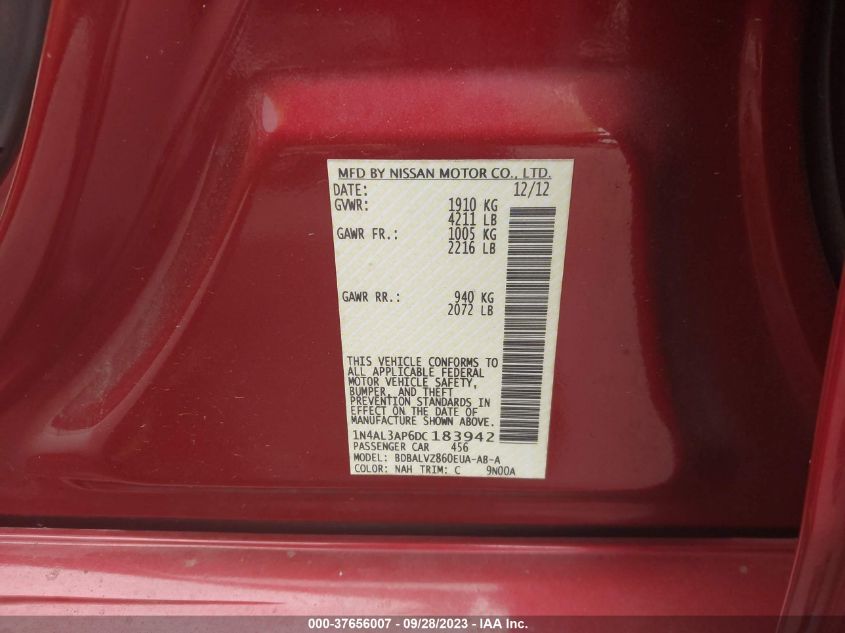 MFD BY NISSAN MOTOR CO., LTD.
DATE: 12/12
GVWR: 1910 KG
4211 LB
GAWR FR.: 1005 KG
2216 LB
GAWR RR.: 940 KG
2072 LB
THIS VEHICLE CONFORMS TO
ALL APPLICABLE FEDERAL
MOTOR VEHICLE SAFETY,
BUMPER, AND THEFT
PREVENTION STANDARDS IN
EFFECT ON THE DATE OF
MANUFACTURE SHOWN ABOVE.
1N4AL3AP6DC183942
PASSENGER CAR 456
MODEL: BDBALVZ860EUA-AB-A
COLOR: NAH TRIM: C 9N00A
000-37656007 - 09/28/2023 - COPYRIGHT IAA, Inc.